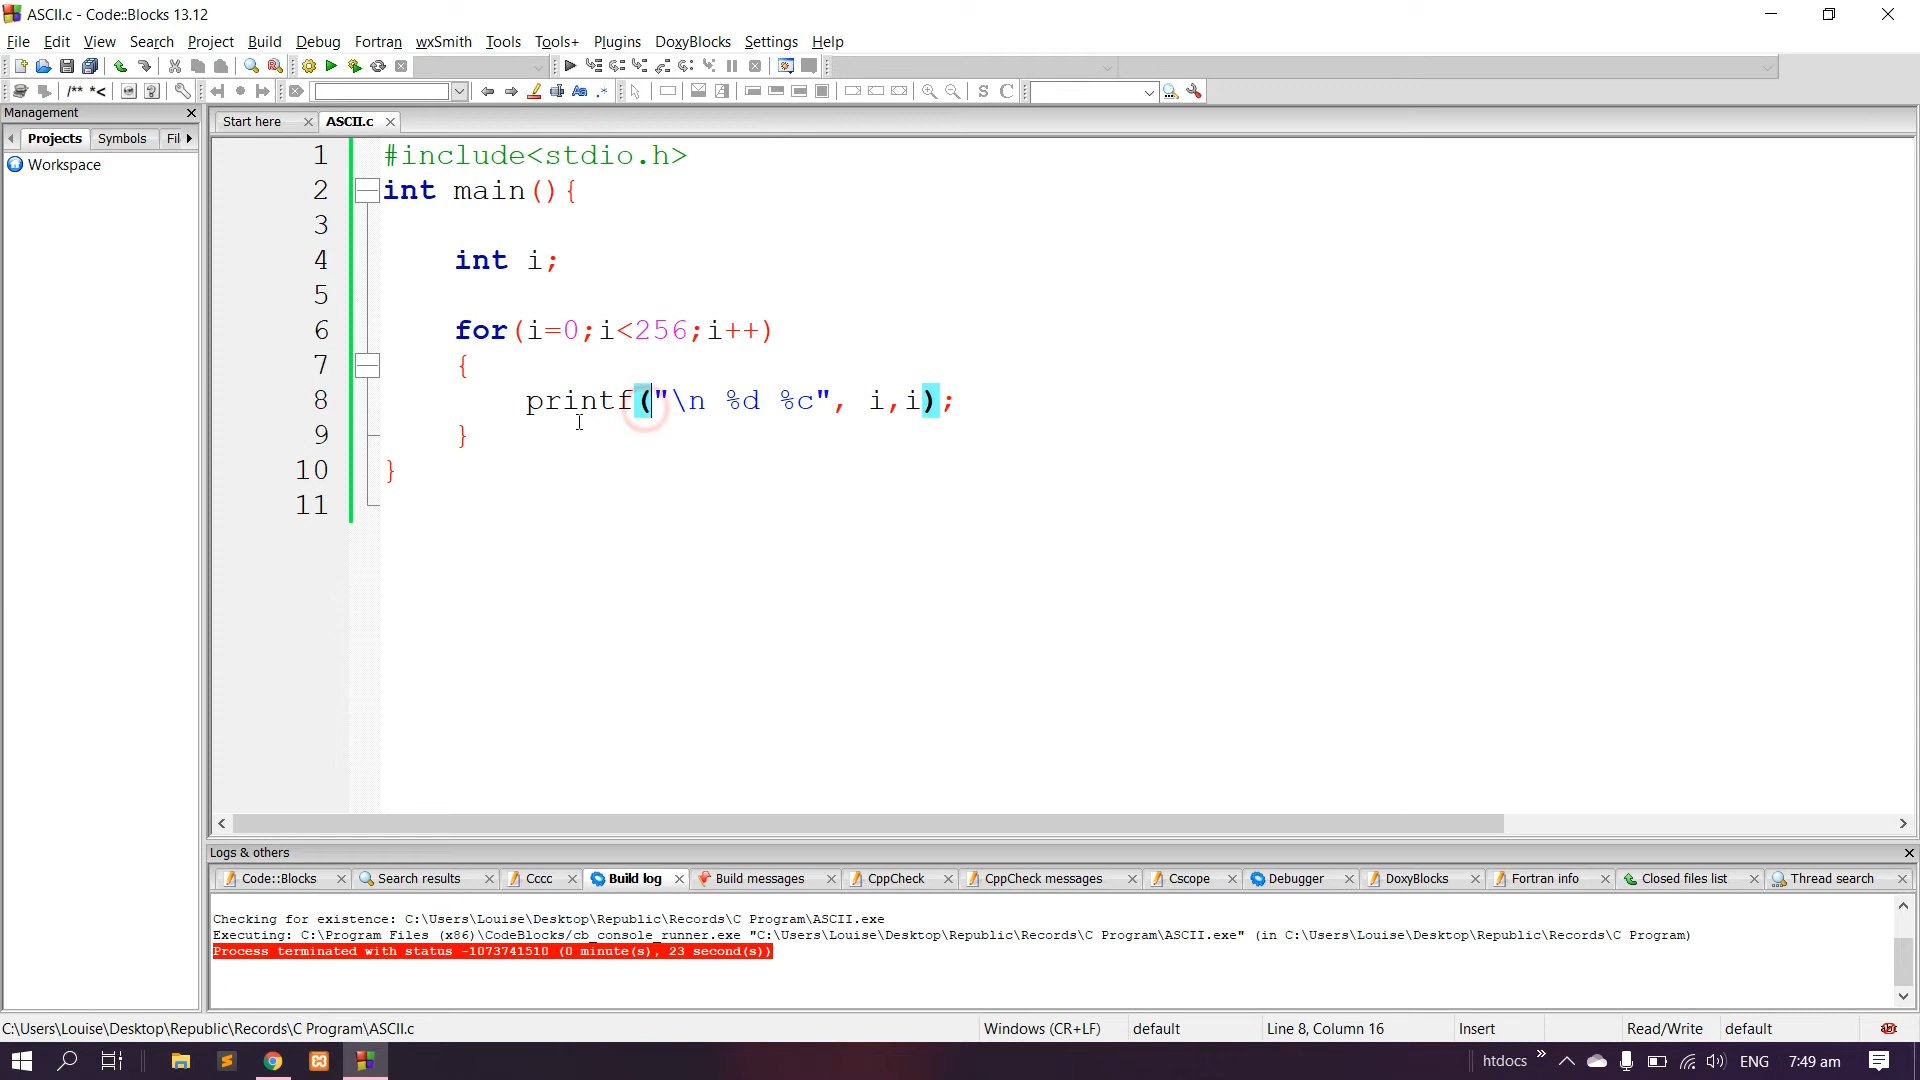 ASCII.c - Code::Blocks 13.12
File Edit View Search Project Build Debug Fortran wxSmith Tools Tools+ Plugins DoxyBlocks Settings Help
/** *<
S C
Management
Start here ASCII.c
Projects Symbols Fil
Workspace
1 #include<stdio.h>
2 int main(){
3
4 int i;
5
6 for(i=0;i<256;i++)
7 {
8 printf("\n %d %c", i,i);
9 }
10 }
11
Logs & others
Code::Blocks Search results Cccc Build log Build messages CppCheck CppCheck messages Cscope Debugger DoxyBlocks Fortran info Closed files list Thread search
Checking for existence: C:\Users\Louise\Desktop\Republic\Records\C Program\ASCII.exe
Executing: C:\Program Files (x86)\CodeBlocks/cb_console_runner.exe "C:\Users\Louise\Desktop\Republic\Records\C Program\ASCII.exe" (in C:\Users\Louise\Desktop\Republic\Records\C Program)
Process terminated with status -1073741510 (0 minute(s), 23 second(s))
C:\Users\Louise\Desktop\Republic\Records\C Program\ASCII.c Windows (CR+LF) default Line 8, Column 16 Insert Read/Write default
htdocs ENG 7:49 am